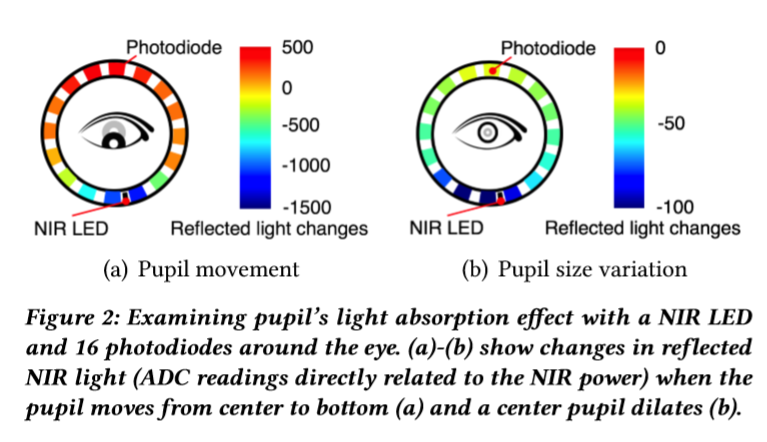 Photodiode
500
0
-500
-1000
-1500
NIR LED
Reflected light changes
(a) Pupil movement
Photodiode
0
-50
-100
NIR LED
Reflected light changes
(b) Pupil size variation
Figure 2: Examining pupil's light absorption effect with a NIR LED
and 16 photodiodes around the eye. (a)-(b) show changes in reflected
NIR light (ADC readings directly related to the NIR power) when the
pupil moves from center to bottom (a) and a center pupil dilates (b).